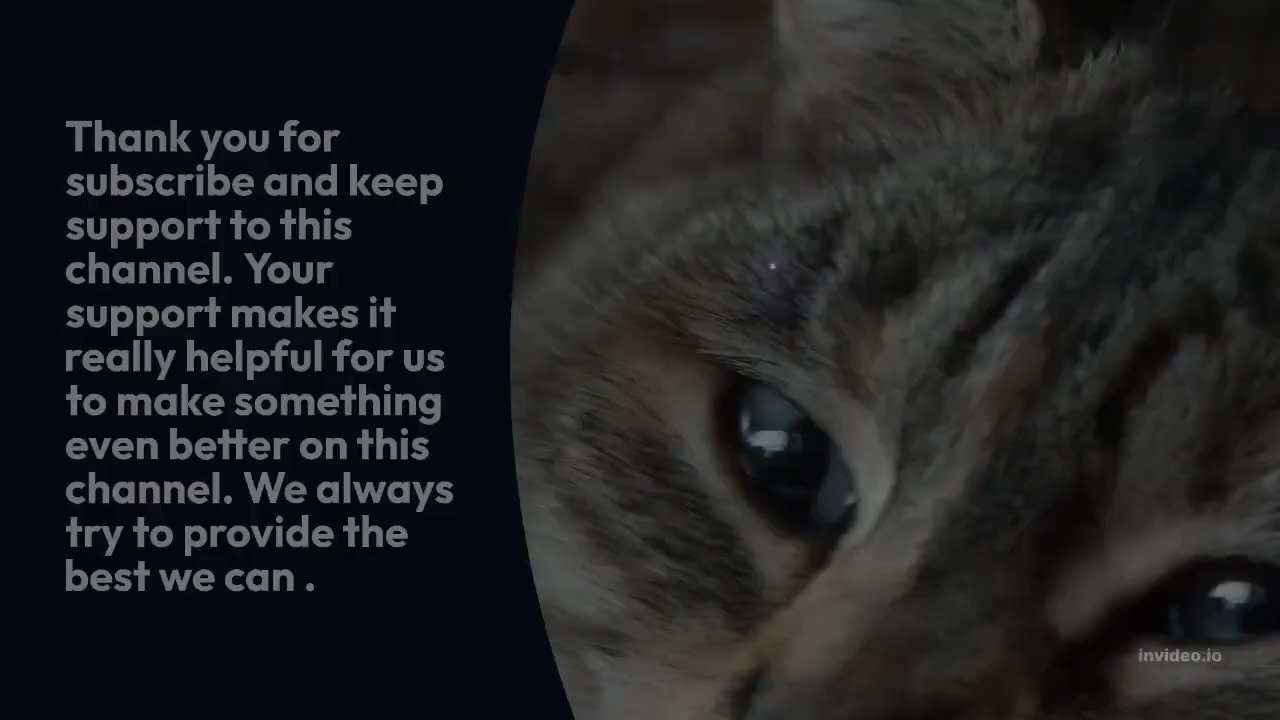 Thank you for
subscribe and keep
support to this
channel. Your
support makes it
really helpful for us
to make something
even better on this
channel. We always
try to provide the
best we can .
invideo.io